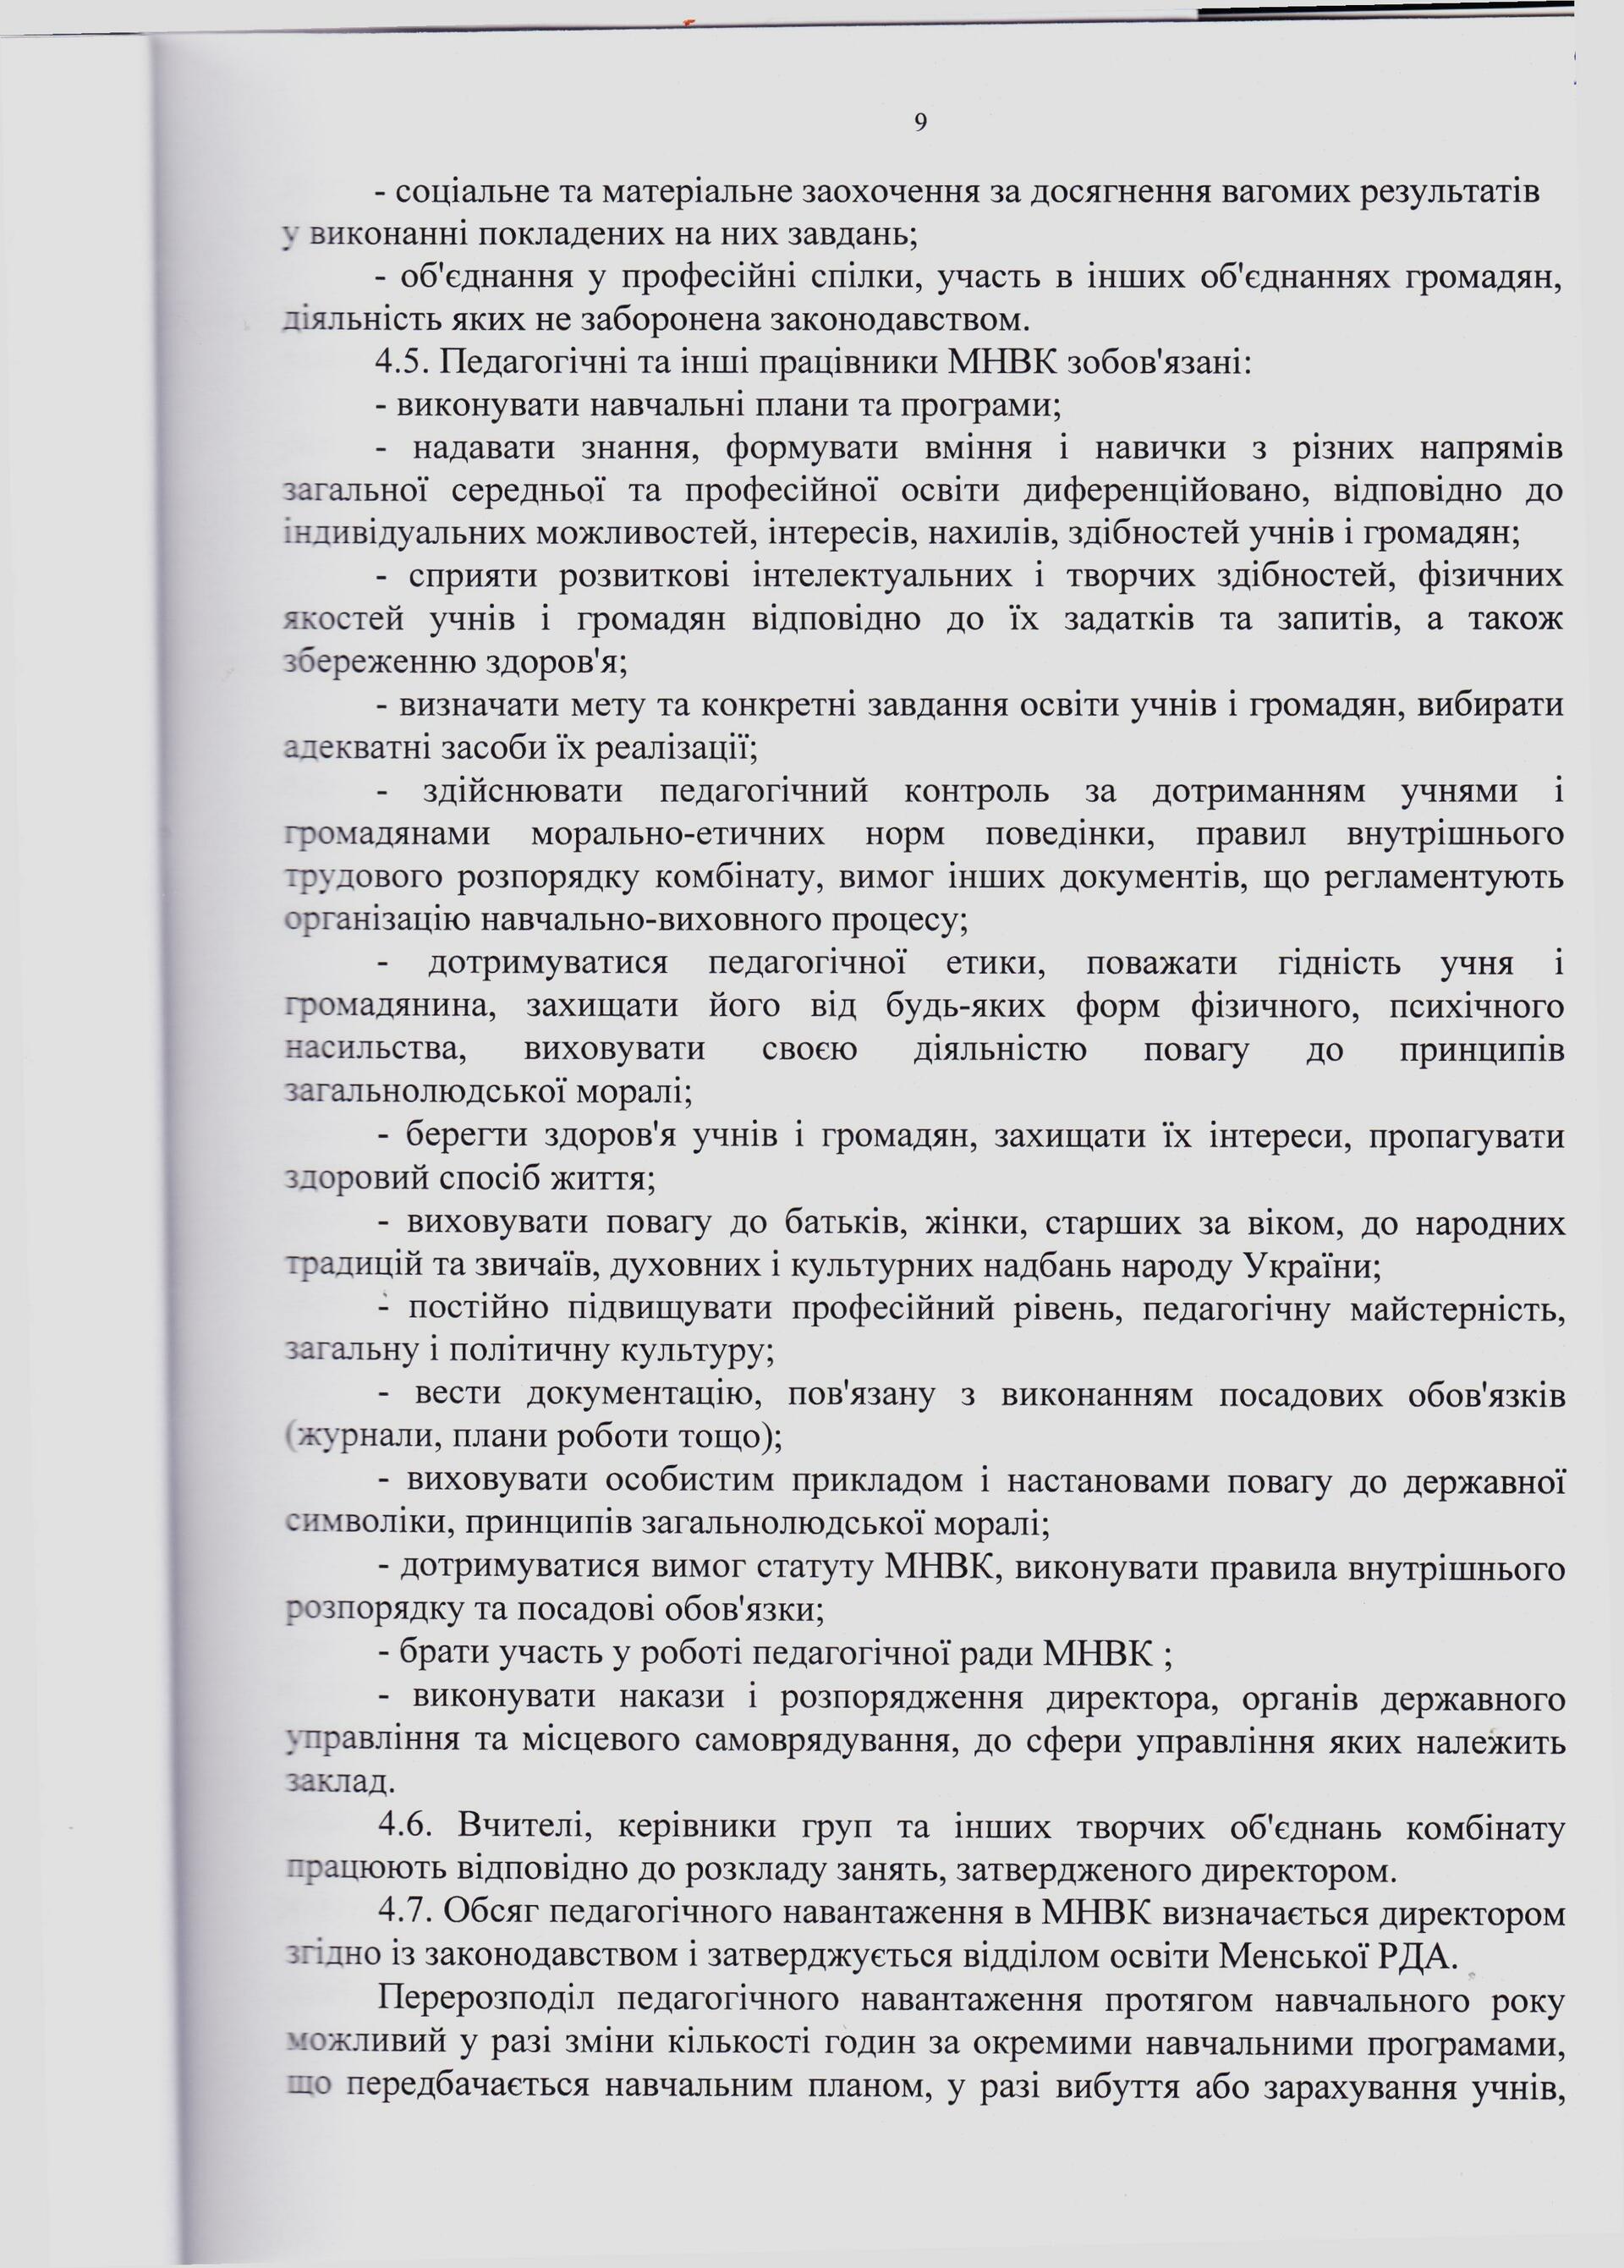 9
- соціальне та матеріальне заохочення за досягнення вагомих результатів
у виконанні покладених на них завдань;
- об'єднання у професійні спілки, участь в інших об'єднаннях громадян,
діяльність яких не заборонена законодавством.
4.5. Педагогічні та інші працівники МНВК зобов'язані:
- виконувати навчальні плани та програми;
- надавати знання, формувати вміння і навички з різних напрямів
загальної середньої та професійної освіти диференційовано, відповідно до
індивідуальних можливостей, інтересів, нахилів, здібностей учнів і громадян;
- сприяти розвиткові інтелектуальних і творчих здібностей, фізичних
якостей учнів і громадян відповідно до їх задатків та запитів, а також
збереженню здоров'я;
- визначати мету та конкретні завдання освіти учнів і громадян, вибирати
адекватні засоби їх реалізації;
- здійснювати педагогічний контроль за дотриманням учнями і
громадянами морально-етичних норм поведінки, правил внутрішнього
трудового розпорядку комбінату, вимог інших документів, що регламентують
організацію навчально-виховного процесу;
- дотримуватися педагогічної етики, поважати гідність учня і
громадянина, захищати його від будь-яких форм фізичного, психічного
насильства, виховувати своєю діяльністю повагу до принципів
загальнолюдської моралі;
- берегти здоров'я учнів і громадян, захищати їх інтереси, пропагувати
здоровий спосіб життя;
- виховувати повагу до батьків, жінки, старших за віком, до народних
традицій та звичаїв, духовних і культурних надбань народу України;
- постійно підвищувати професійний рівень, педагогічну майстерність,
загальну і політичну культуру;
- вести документацію, пов'язану з виконанням посадових обов'язків
(журнали, плани роботи тощо);
- виховувати особистим прикладом і настановами повагу до державної
символіки, принципів загальнолюдської моралі;
- дотримуватися вимог статуту МНВК, виконувати правила внутрішнього
розпорядку та посадові обов'язки;
- брати участь у роботі педагогічної ради МНВК ;
- виконувати накази і розпорядження директора, органів державного
управління та місцевого самоврядування, до сфери управління яких належить
заклад.
4.6. Вчителі, керівники груп та інших творчих об'єднань комбінату
працюють відповідно до розкладу занять, затвердженого директором.
4.7. Обсяг педагогічного навантаження в МНВК визначається директором
згідно із законодавством і затверджується відділом освіти Менської РДА.
Перерозподіл педагогічного навантаження протягом навчального року
можливий у разі зміни кількості годин за окремими навчальними програмами,
що передбачається навчальним планом, у разі вибуття або зарахування учнів,